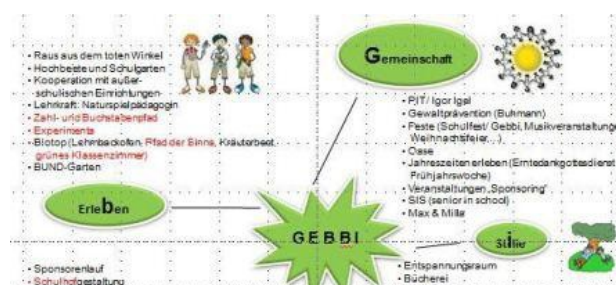 • Raus aus dem toten Winkel
• Hochbeete und Schulgarten
• Kooperation mit außer-
schulischen Einrichtungen
• Lehrkraft: Naturspielpädagogin
• Zahl- und Buchstabenpfad
• Experimente
• Biotop (Lehmbackofen, Pfad der Sinne, Kräuterbeet,
grünes Klassenzimmer)
• BUND-Garten
Erleben
Gemeinschaft
• PIT/ Igor Igel
• Gewaltprävention (Buhmann)
• Feste (Schulfest/ Gebbi, Musikveranstaltunge
Weihnachtsfeier,...)
• Oase
• Jahreszeiten erleben (Erntedankgottesdienst
Frühjahrswoche)
• Veranstaltungen „Sponsoring"
• SIS (senior in school)
• Max & Mille
GEBBI
Stille
• Sponsorenlauf
• Schulhofgestaltung
• Entspannungsraum
• Bücherei